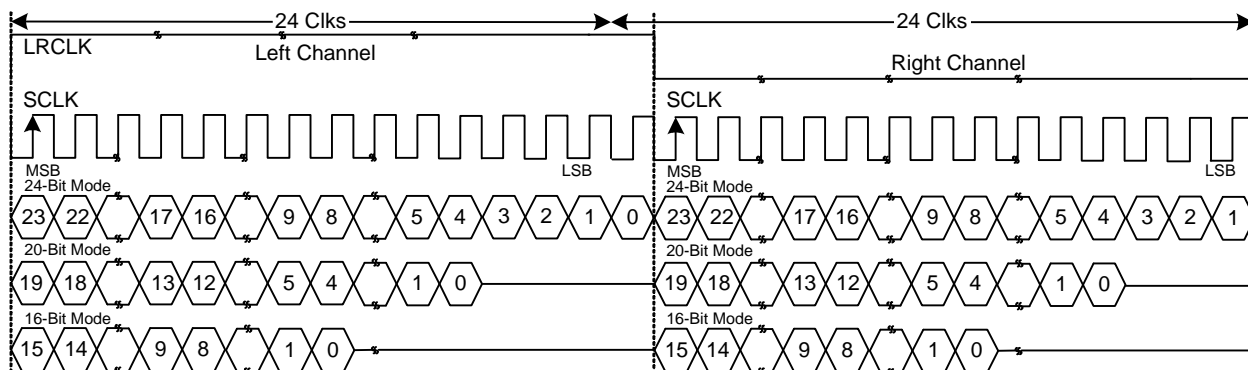 24 Clks 24 Clks
LRCLK
Left Channel
Right Channel
SCLK SCLK
MSB LSB MSB LSB
24-Bit Mode 24-Bit Mode
23 22 17 16 9 8 5 4 3 2 1 0 23 22 17 16 9 8 5 4 3 2 1
20-Bit Mode 20-Bit Mode
19 18 13 12 5 4 1 0 19 18 13 12 5 4 1 0
16-Bit Mode 16-Bit Mode
15 14 9 8 1 0 15 14 9 8 1 0